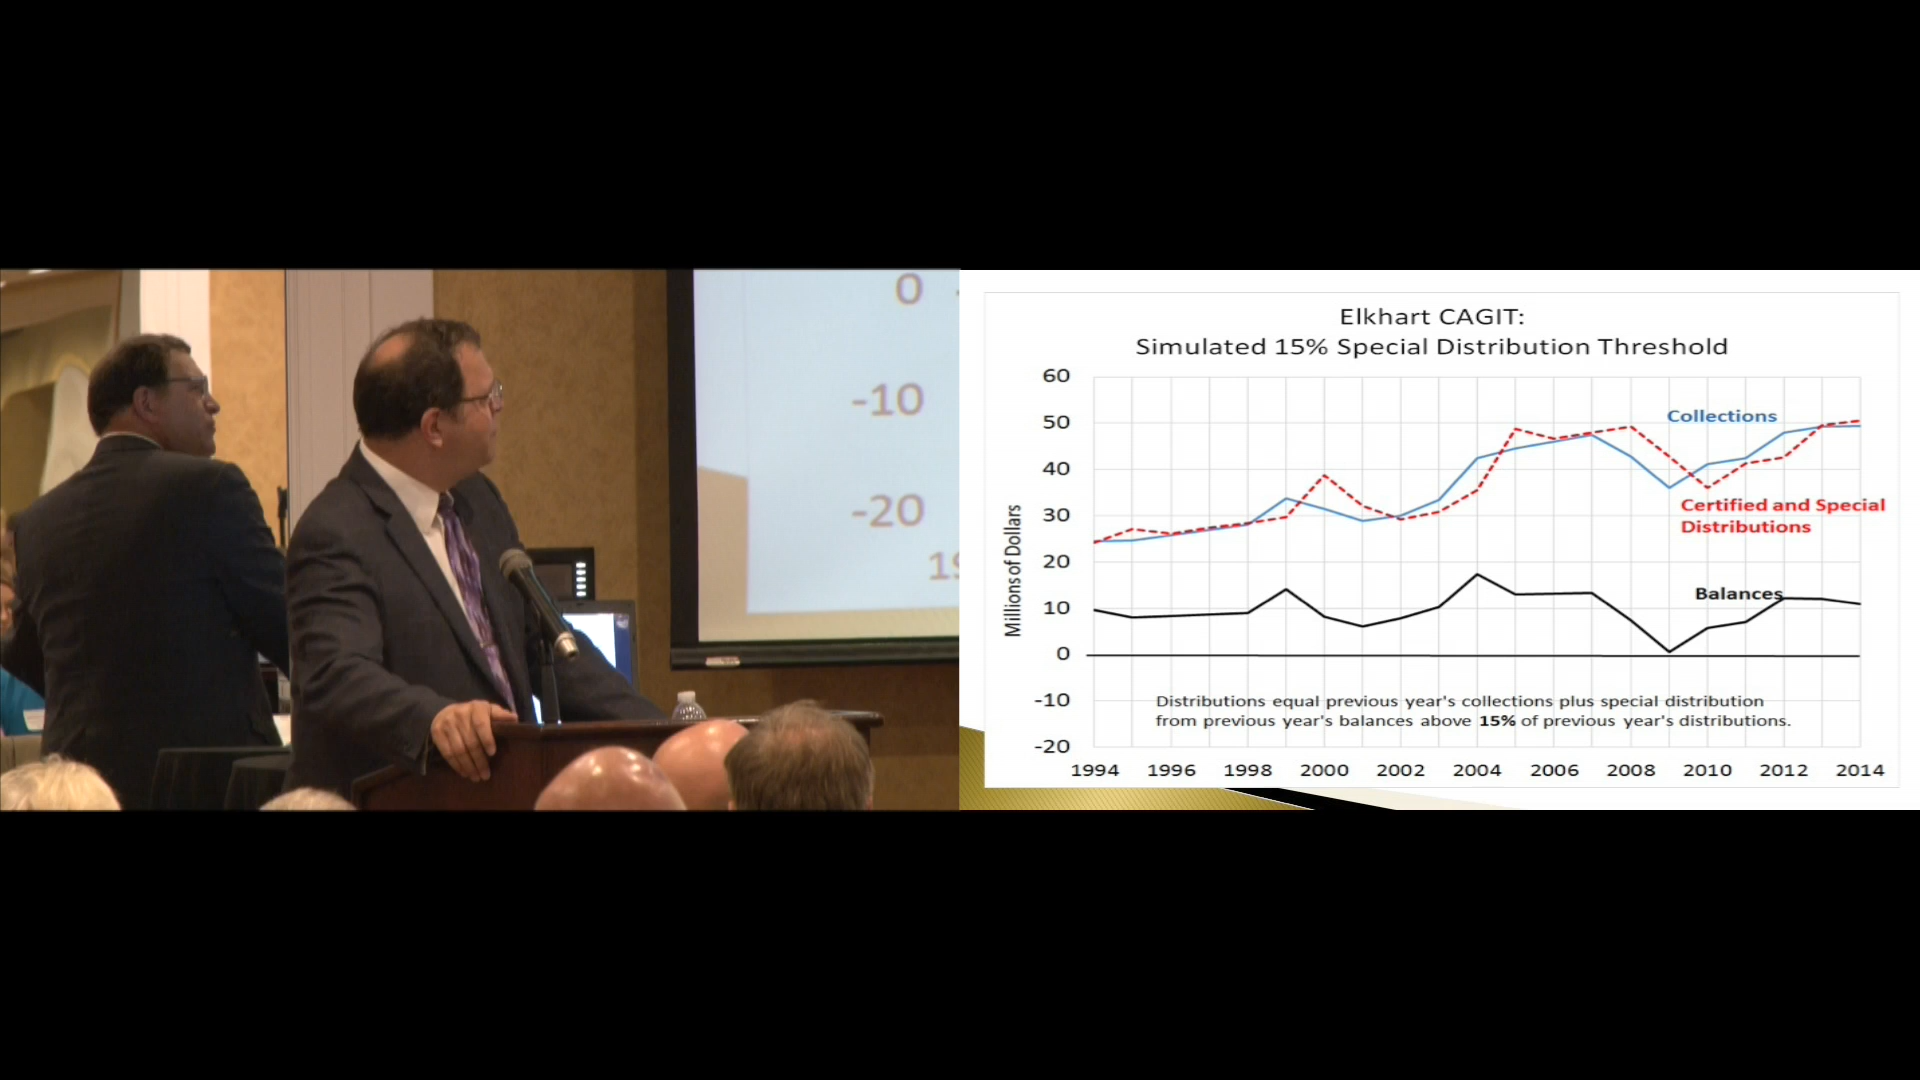 0
-10
-20
Elkhart CAGIT:
Simulated 15% Special Distribution Threshold
Millions of Dollars
60
50
40
30
20
10
0
-10
-20
Collections
Certified and Special
Distributions
Balances
Distributions equal previous year's collections plus special distribution
from previous year's balances above 15% of previous year's distributions.
1994 1996 1998 2000 2002 2004 2006 2008 2010 2012 2014